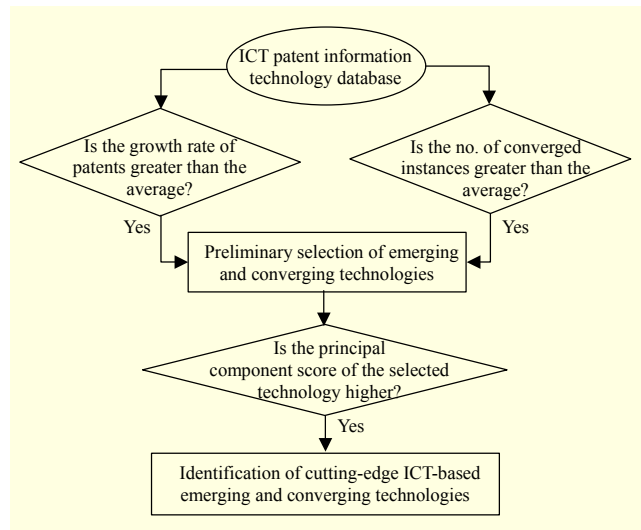 ICT patent information
technology database
Is the growth rate of
patents greater than the
average?
Is the no. of converged
instances greater than the
average?
Yes
Yes
Preliminary selection of emerging
and converging technologies
Is the principal
component score of the selected
technology higher?
Yes
Identification of cutting-edge ICT-based
emerging and converging technologies